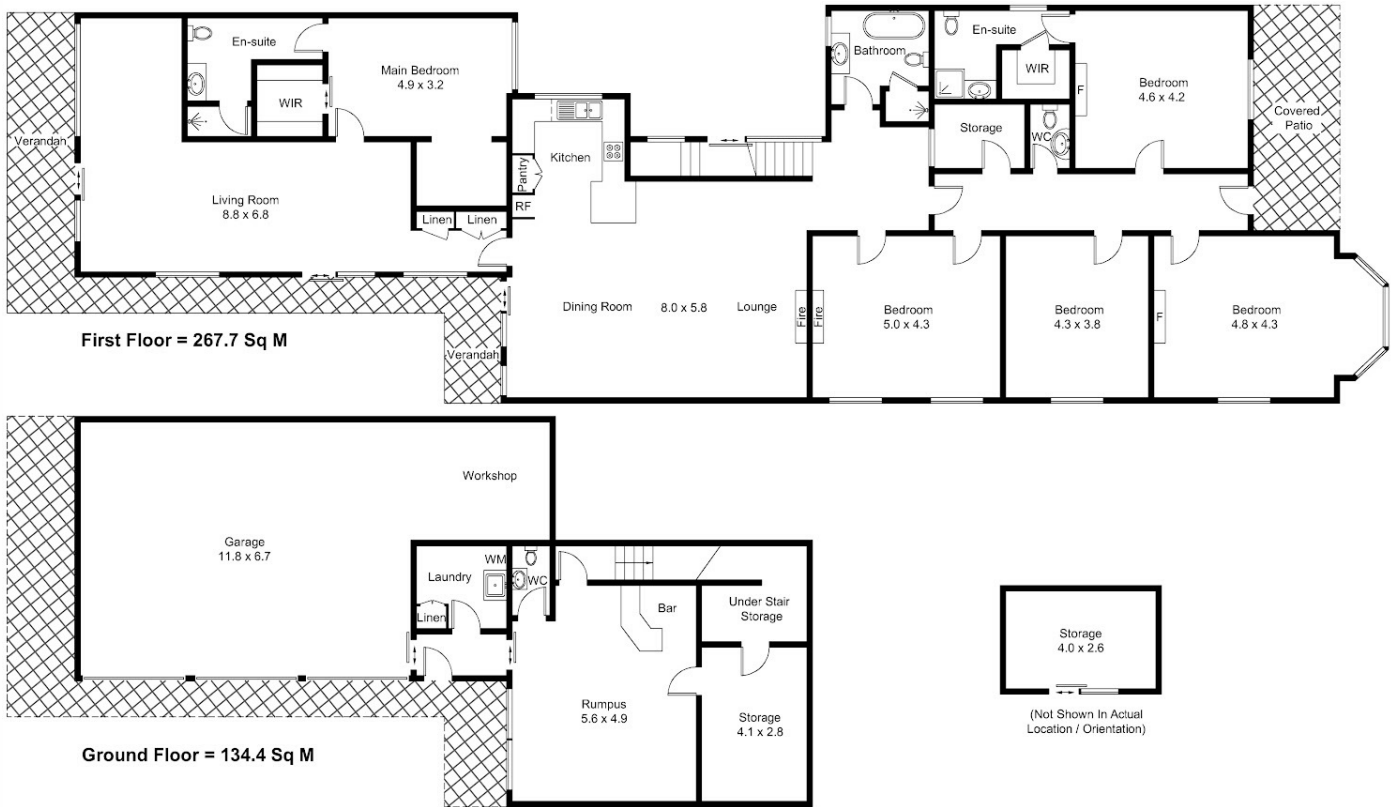 En-suite
Main Bedroom
4.9 x 3.2
WIR
Verandah
Living Room
8.8 x 6.8
Linen
Linen
Kitchen
Pantry
RF
Bathroom
En-suite
WIR
F
Bedroom
4.6 x 4.2
Covered
Patio
Storage
WC
Dining Room
8.0 x 5.8
Lounge
Fire
Fire
Bedroom
5.0 x 4.3
Bedroom
4.3 x 3.8
F
Bedroom
4.8 x 4.3
Verandah
First Floor = 267.7 Sq M
Workshop
Garage
11.8 x 6.7
Laundry
WM
Linen
WC
Bar
Under Stair
Storage
Rumpus
5.6 x 4.9
Storage
4.1 x 2.8
Storage
4.0 x 2.6
(Not Shown In Actual
Location / Orientation)
Ground Floor = 134.4 Sq M